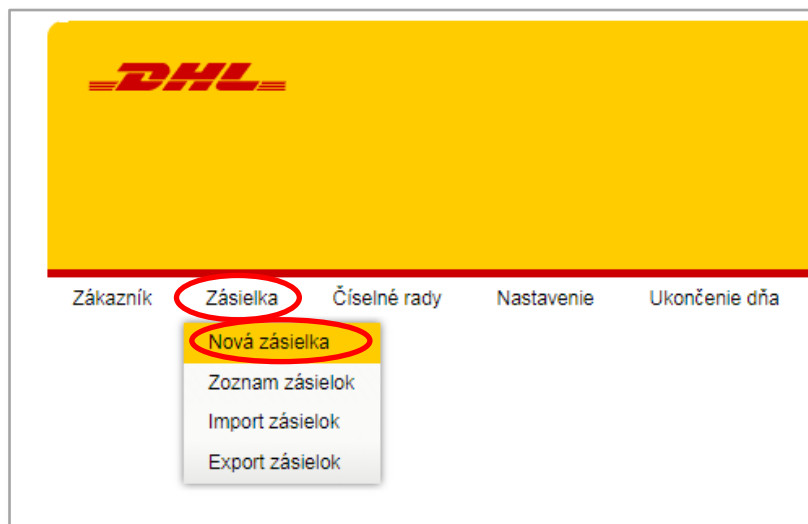 DHL
Zákazník Zásielka Číselné rady Nastavenie Ukončenie dňa
Nová zásielka
Zoznam zásielok
Import zásielok
Export zásielok